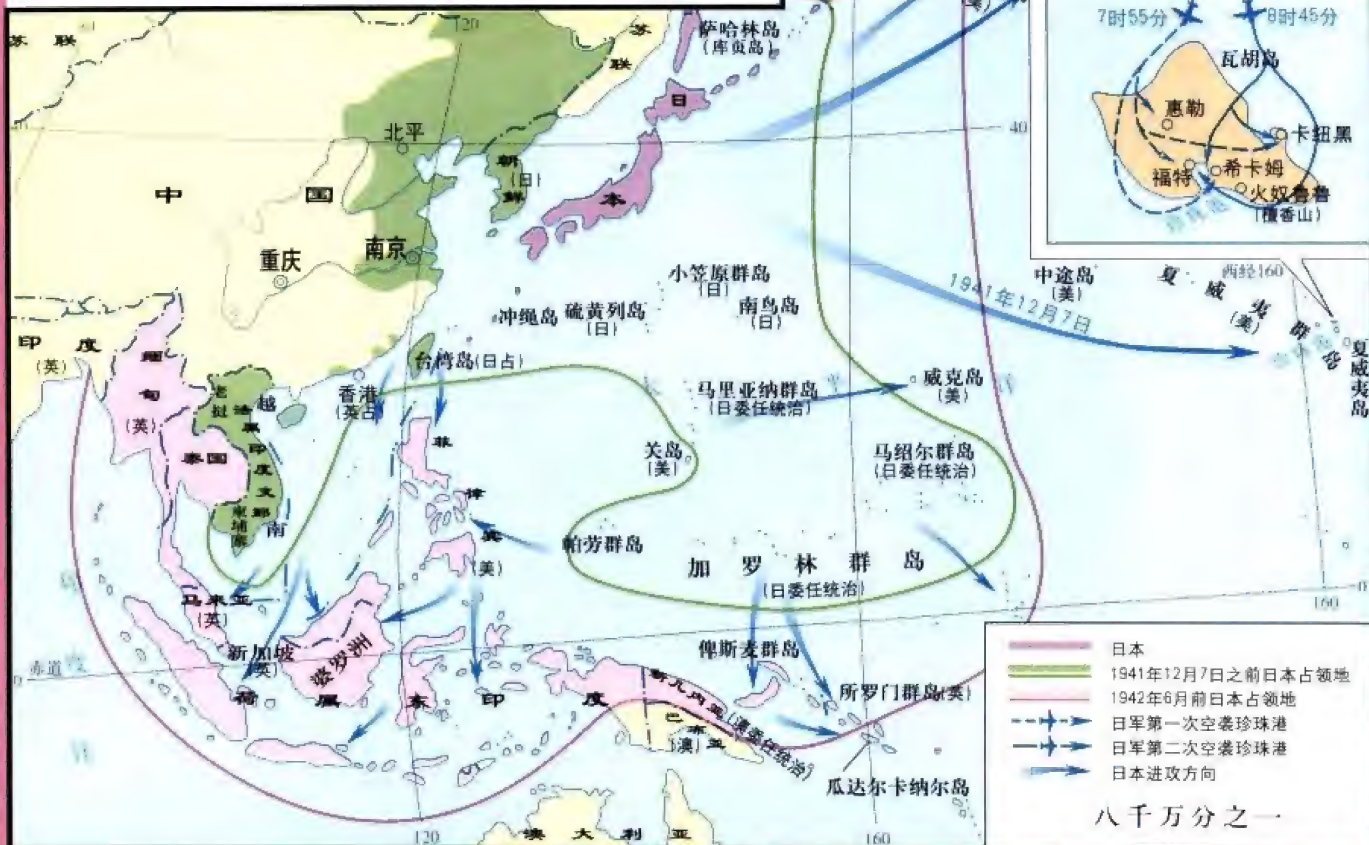 苏联
120
苏联
萨哈林岛
(库页岛)
7时55分
8时45分
瓦胡岛
惠勒
卡纽黑
希卡姆
福特
火奴鲁鲁
(檀香山)
40
日
本
北平
朝鲜
(日)
中国
南京
重庆
小笠原群岛
(日)
南鸟岛
(日)
中途岛
(美)
西经160
夏威夷群岛
(美)
夏威夷岛
1941年12月7日
冲绳岛
硫黄列岛
(日)
印度
(英)
缅甸
(英)
台湾岛(日占)
香港
(英占)
老挝
越南
法属印度支那
泰国
柬埔寨
马里亚纳群岛
(日委任统治)
威克岛
(美)
关岛
(美)
马绍尔群岛
(日委任统治)
菲律宾
(美)
帕劳群岛
加罗林群岛
(日委任统治)
马来亚
(英)
新加坡
(英)
婆罗洲
赤道
0
0
160
荷属东印度
俾斯麦群岛
所罗门群岛(英)
新几内亚(澳委任统治)
巴布亚
(澳)
瓜达尔卡纳尔岛
澳大利亚
120
160
日本
1941年12月7日之前日本占领地
1942年6月前日本占领地
日军第一次空袭珍珠港
日军第二次空袭珍珠港
日本进攻方向
八千万分之一